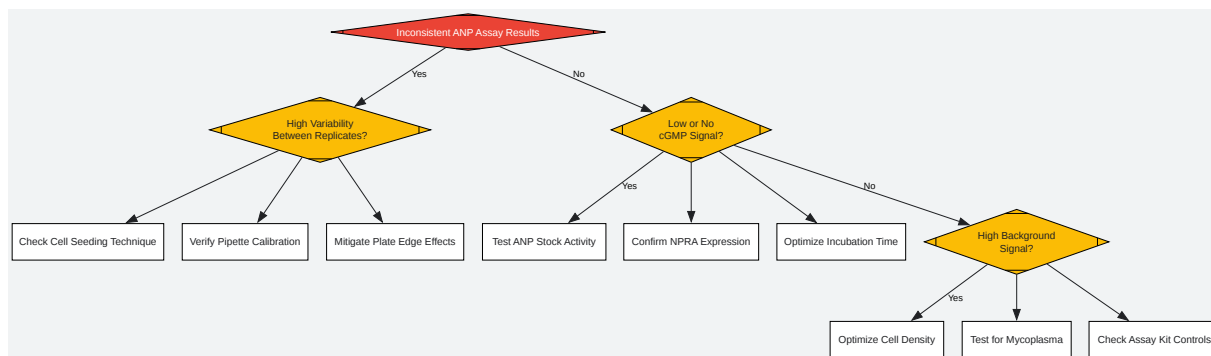 Inconsistent ANP Assay Results
Yes
No
High Variability
Between Replicates?
Low or No
cGMP Signal?
Yes
No
Check Cell Seeding Technique
Verify Pipette Calibration
Mitigate Plate Edge Effects
Test ANP Stock Activity
Confirm NPRA Expression
Optimize Incubation Time
High Background
Signal?
Yes
Optimize Cell Density
Test for Mycoplasma
Check Assay Kit Controls